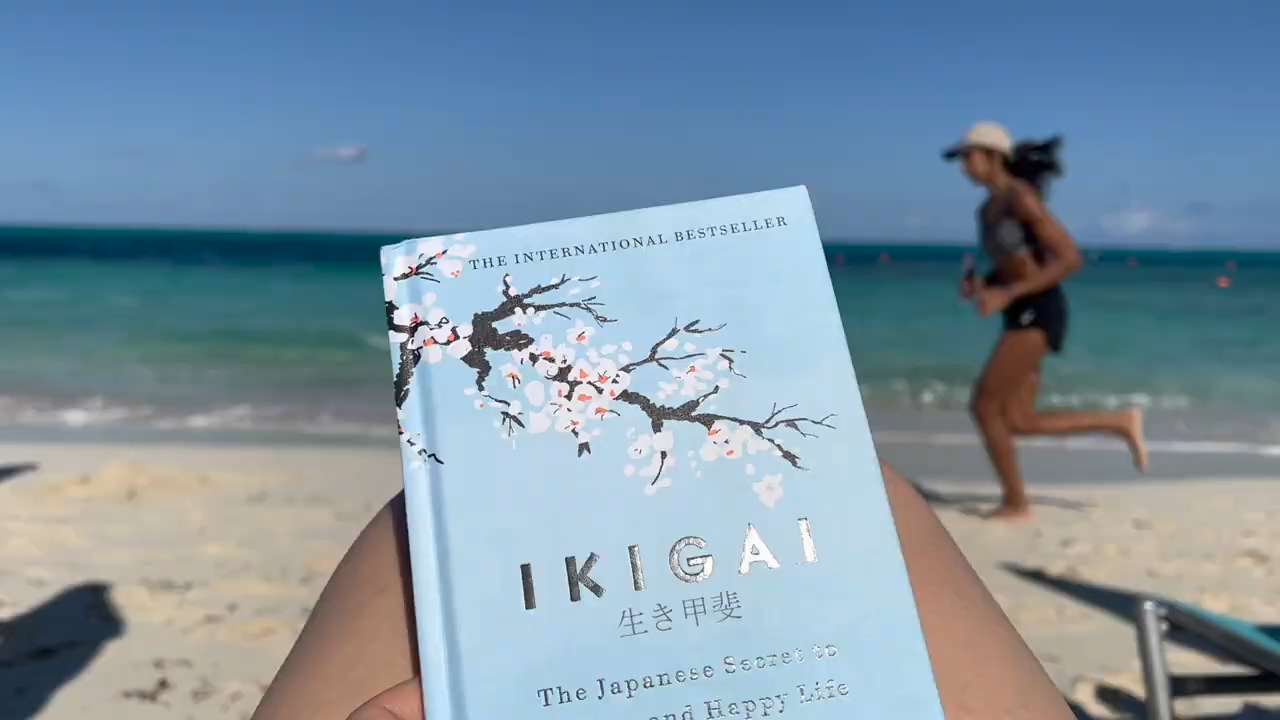 THE INTERNATIONAL BESTSELLER
IKIGAI
生き甲斐
The Japanese Secret to
and Happy Life